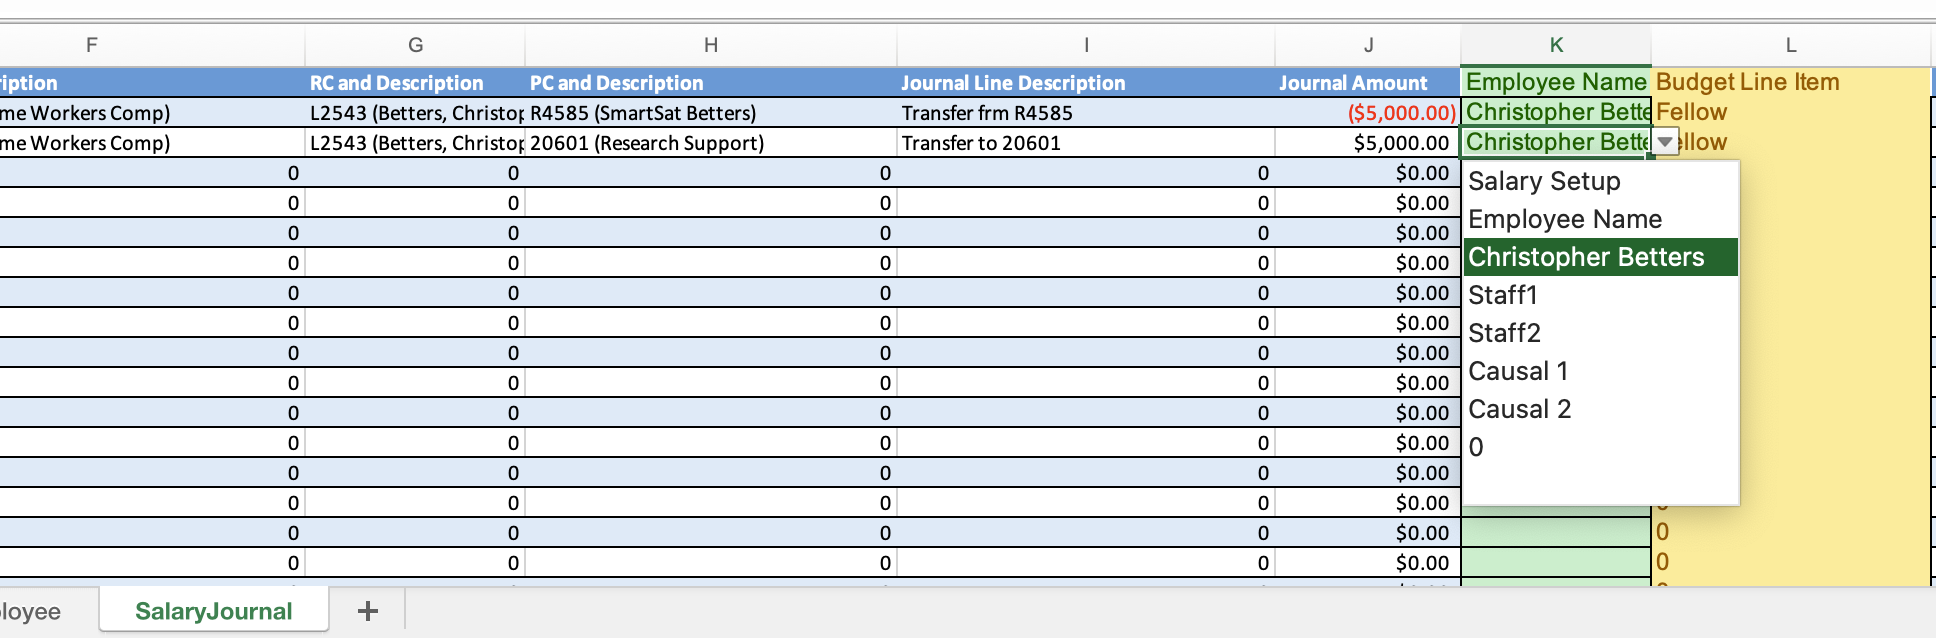 F G H I J K L
iption RC and Description PC and Description Journal Line Description Journal Amount Employee Name Budget Line Item
me Workers Comp) L2543 (Betters, Christop R4585 (SmartSat Betters) Transfer frm R4585 ($5,000.00) Christopher Bette Fellow
me Workers Comp) L2543 (Betters, Christop 20601 (Research Support) Transfer to 20601 $5,000.00 Christopher Bette ellow
0 0 0 0 $0.00 Salary Setup
0 0 0 0 $0.00 Employee Name
0 0 0 0 $0.00 Christopher Betters
0 0 0 0 $0.00 Staff1
0 0 0 0 $0.00 Staff2
0 0 0 0 $0.00 Causal 1
0 0 0 0 $0.00 Causal 2
0 0 0 0 $0.00 0
0 0 0 0 $0.00
0 0 0 0 $0.00
0 0 0 0 $0.00
0 0 0 0 $0.00
0 0 0 0 $0.00 0
0 0 0 0 $0.00 0
loyee SalaryJournal +